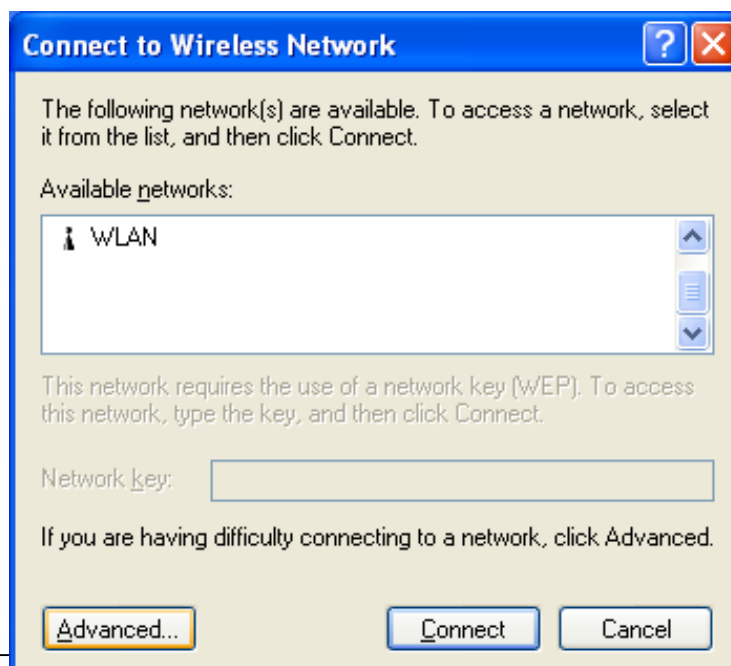 Connect to Wireless Network
The following network(s) are available. To access a network, select
it from the list, and then click Connect.
Available networks:
WLAN
This network requires the use of a network key (WEP). To access
this network, type the key, and then click Connect.
Network key:
If you are having difficulty connecting to a network, click Advanced.
Advanced... Connect Cancel